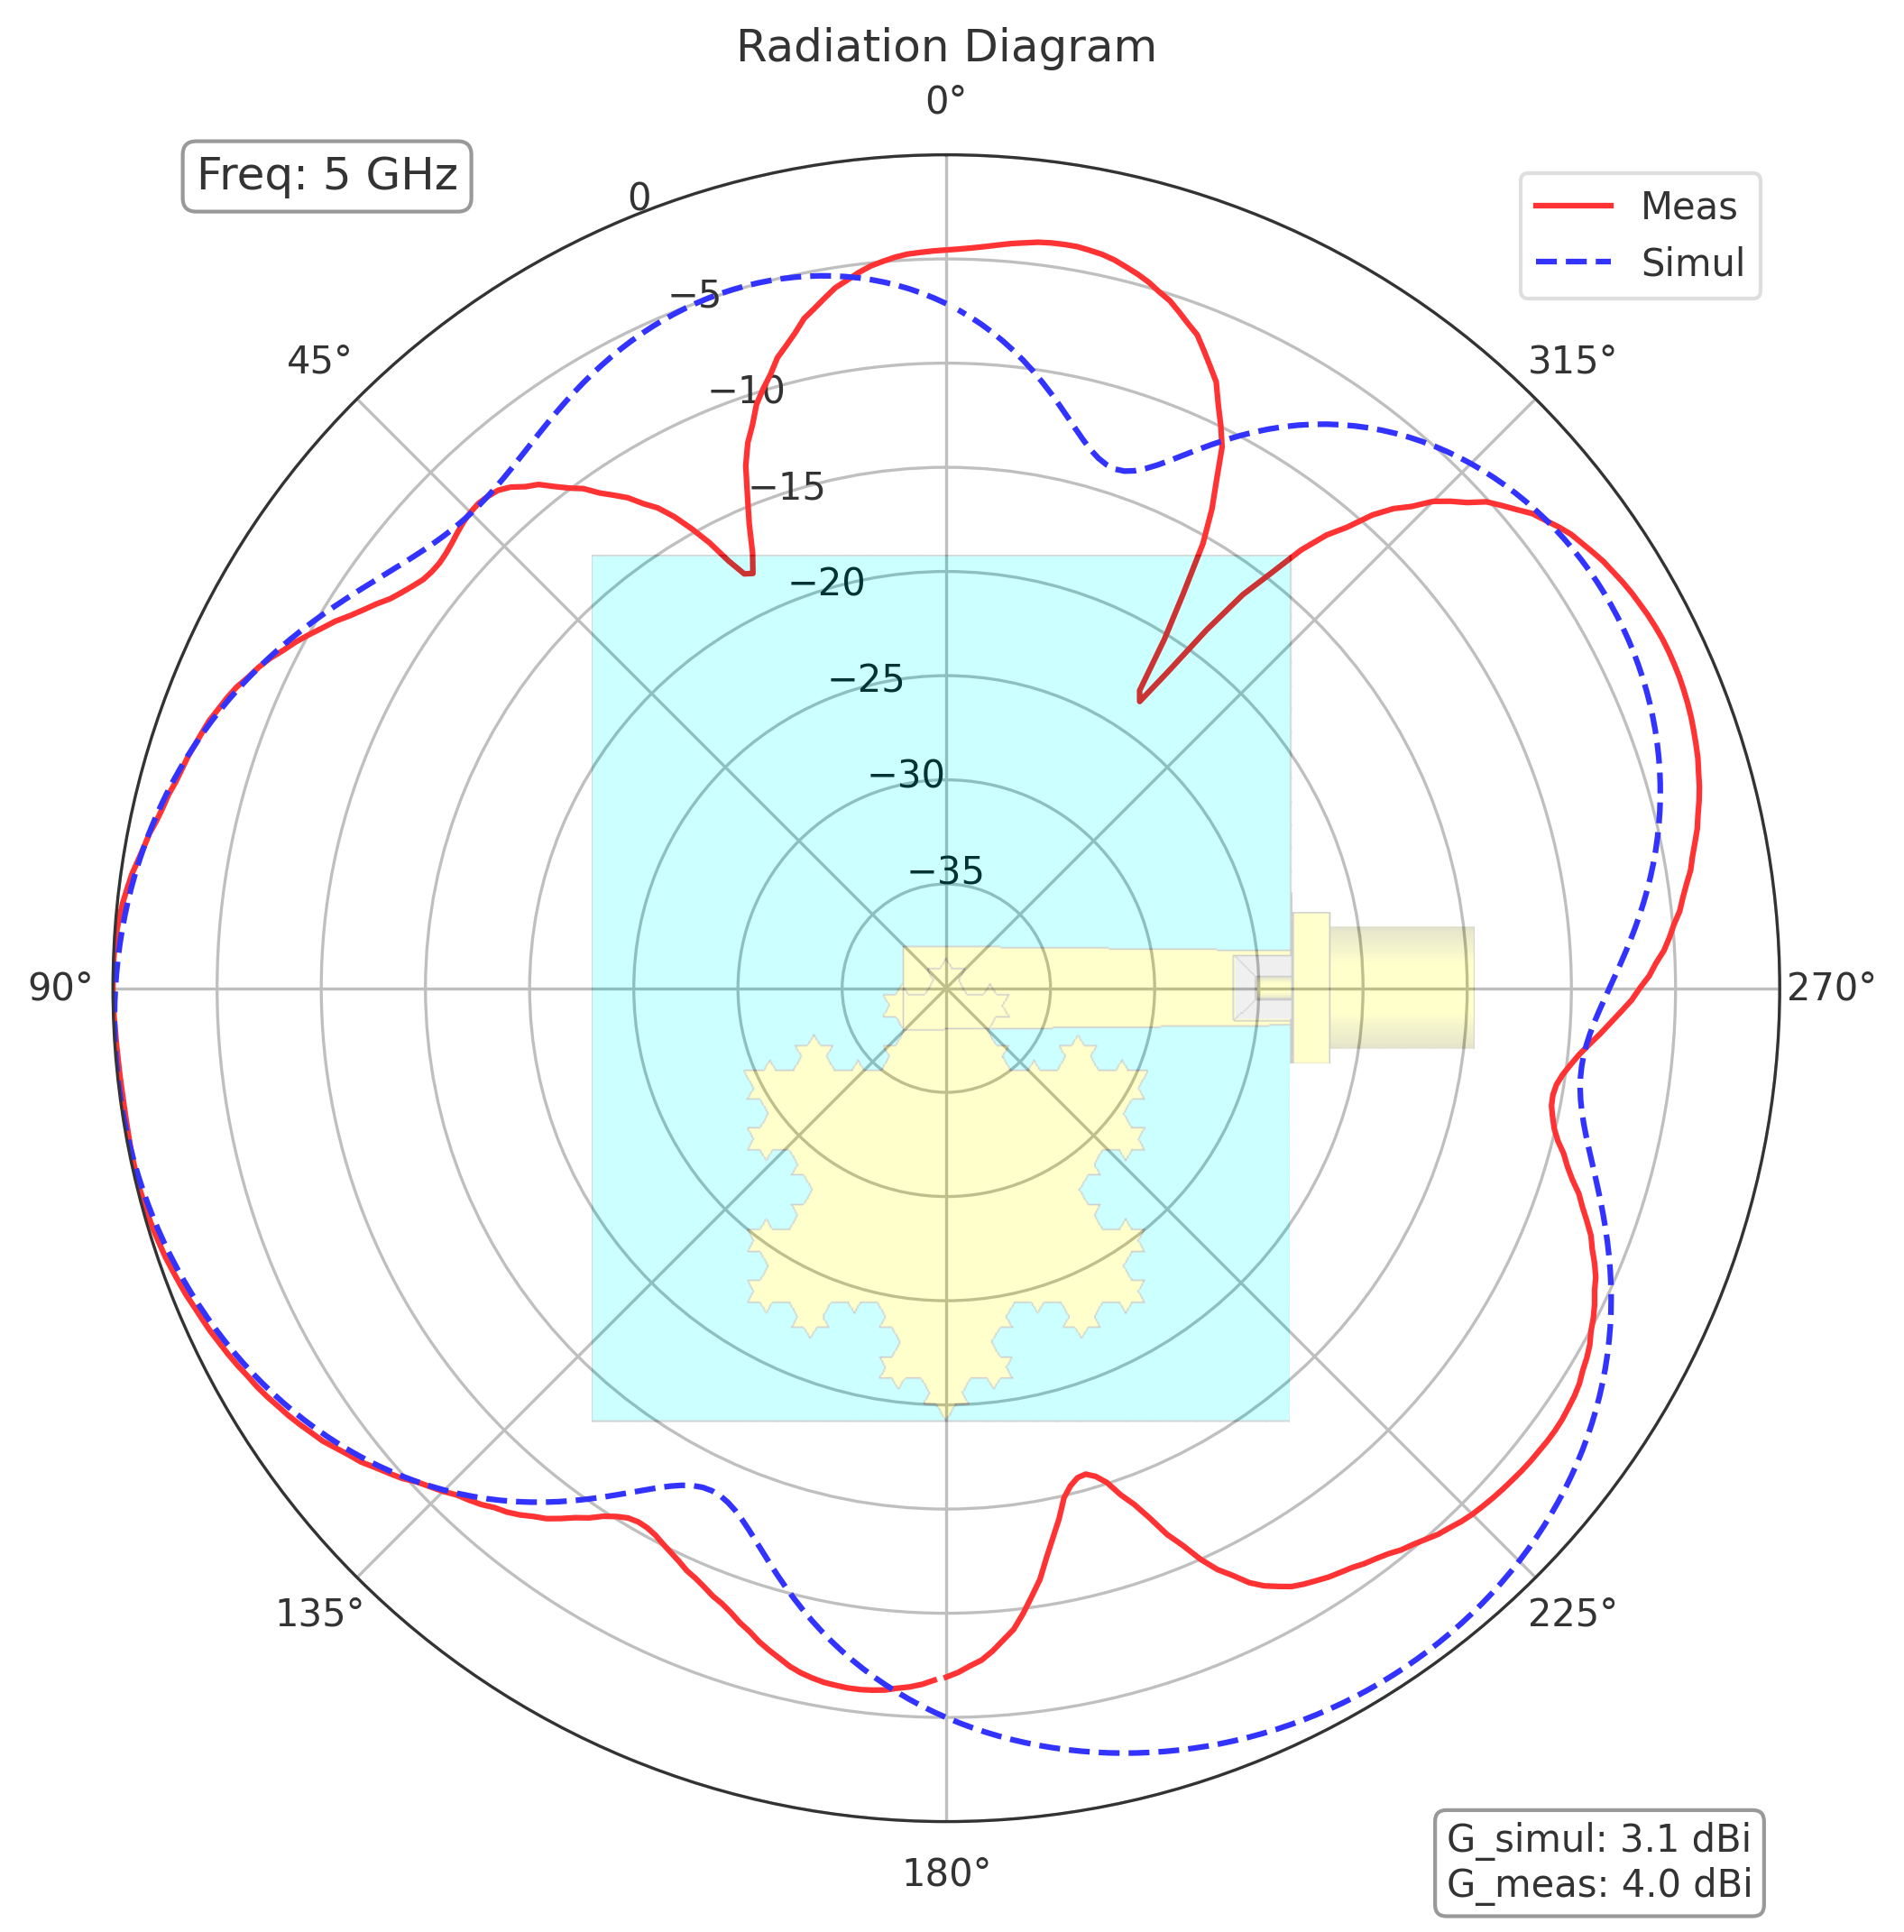 Radiation Diagram
0°
Freq: 5 GHz
Meas
Simul
0
−5
45°
315°
−10
−15
−20
−25
−30
−35
90°
270°
135°
225°
180°
G_simul: 3.1 dBi
G_meas: 4.0 dBi